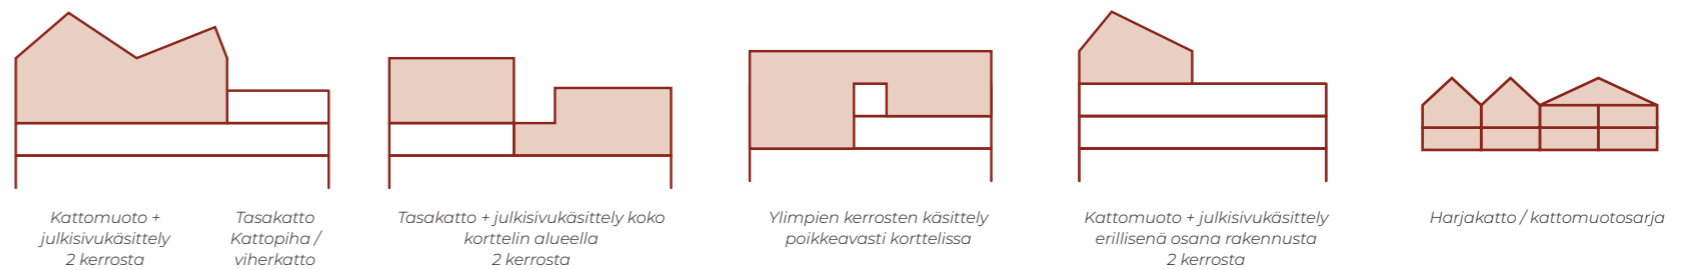 Kattomuoto +
julkisivukäsittely
2 kerrosta
Tasakatto
Kattopiha /
viherkatto
Tasakatto + julkisivukäsittely koko
korttelin alueella
2 kerrosta
Ylimpien kerrosten käsittely
poikkeavasti korttelissa
Kattomuoto + julkisivukäsittely
erillisenä osana rakennusta
2 kerrosta
Harjakatto / kattomuotosarja